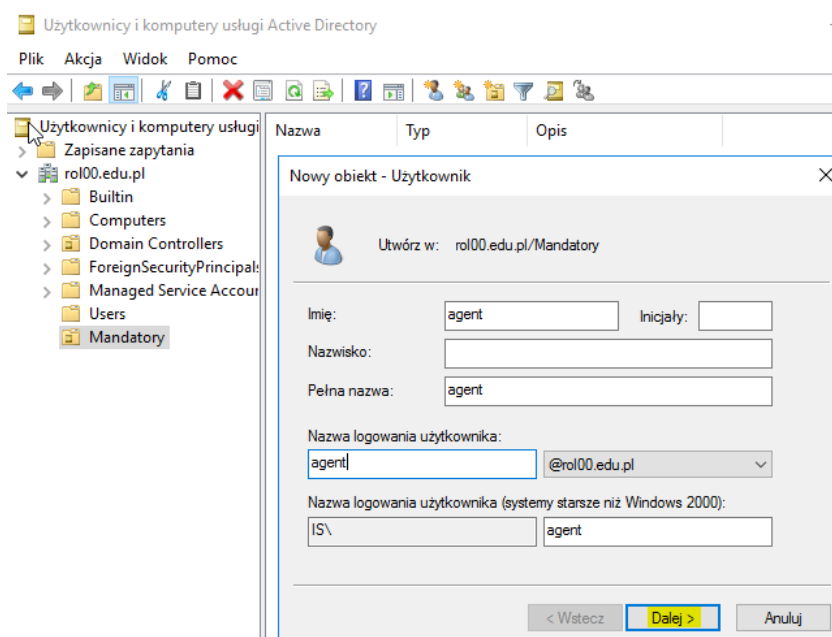 Użytkownicy i komputery usługi Active Directory
Plik Akcja Widok Pomoc
Użytkownicy i komputery usługi
Zapisane zapytania
rol00.edu.pl
Builtin
Computers
Domain Controllers
ForeignSecurityPrincipals
Managed Service Accour
Users
Mandatory
Nazwa Typ Opis
Nowy obiekt - Użytkownik
Utwórz w: rol00.edu.pl/Mandatory
Imię: agent Inicjały:
Nazwisko:
Pełna nazwa: agent
Nazwa logowania użytkownika:
agent @rol00.edu.pl
Nazwa logowania użytkownika (systemy starsze niż Windows 2000):
IS\ agent
< Wstecz Dalej > Anuluj